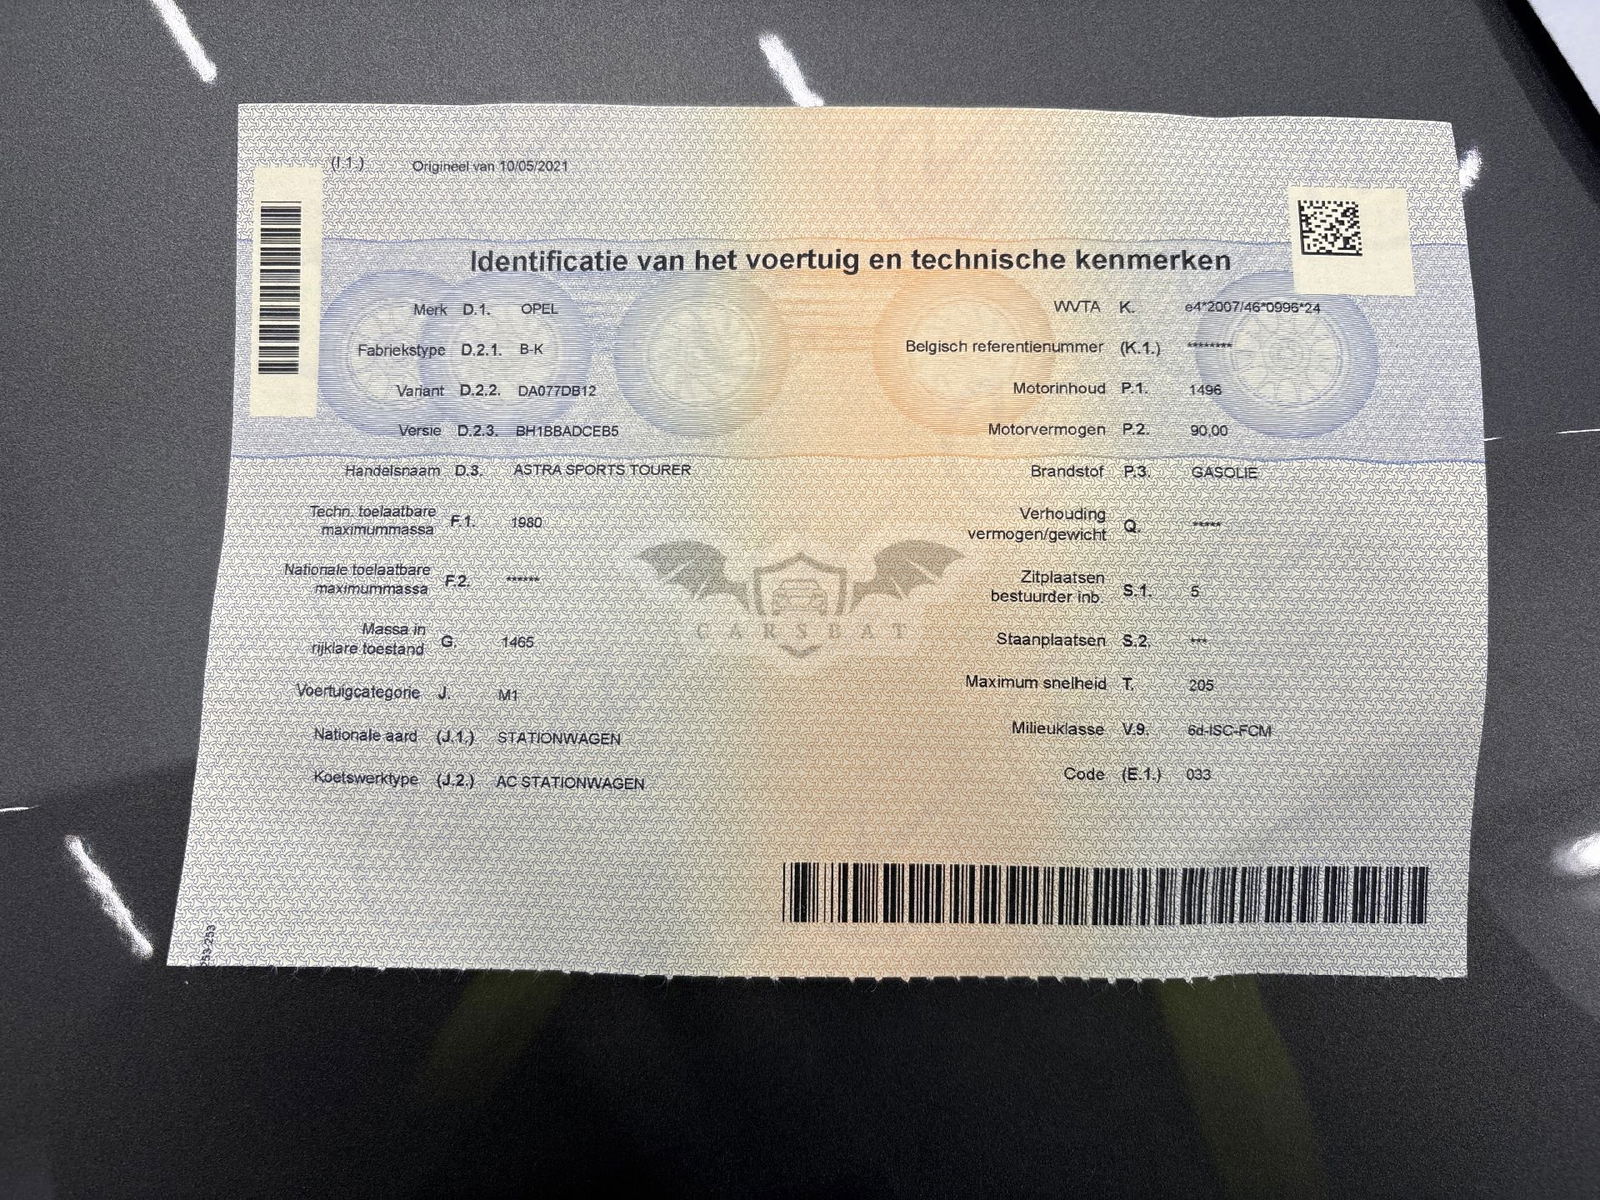 (I.1.) Origineel van 10/05/2021
Identificatie van het voertuig en technische kenmerken
Merk D.1. OPEL
Fabriekstype D.2.1. B-K
Variant D.2.2. DA077DB12
Versie D.2.3. BH1BBADCEB5
Handelsnaam D.3. ASTRA SPORTS TOURER
Techn. toelaatbare
maximummassa F.1. 1980
Nationale toelaatbare
maximummassa F.2. ******
Massa in
rijklare toestand G. 1465
Voertuigcategorie J. M1
Nationale aard (J.1.) STATIONWAGEN
Koetswerktype (J.2.) AC STATIONWAGEN
WVTA K. e4*2007/46*0996*24
Belgisch referentienummer (K.1.) ********
Motorinhoud P.1. 1496
Motorvermogen P.2. 90,00
Brandstof P.3. GASOLIE
Verhouding
vermogen/gewicht Q. *****
Zitplaatsen
bestuurder inb. S.1. 5
Staanplaatsen S.2. ***
Maximum snelheid T. 205
Milieuklasse V.9. 6d-ISC-FCM
Code (E.1.) 033
CARSBAT
253-253